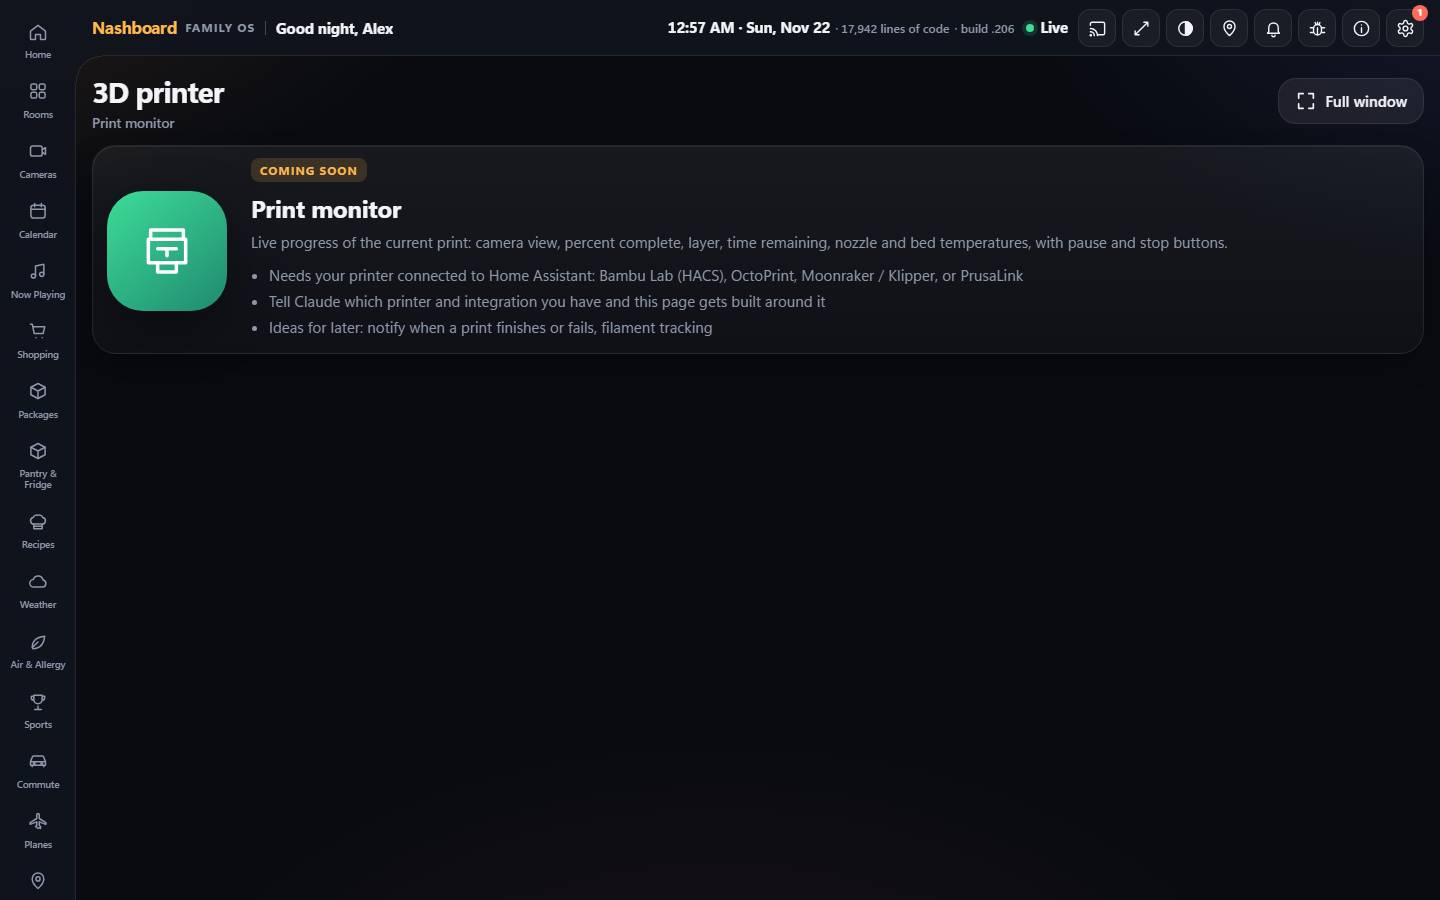 Nashboard FAMILY OS Good night, Alex
12:57 AM · Sun, Nov 22 · 17,942 lines of code · build .206 Live
1
Home
Rooms
Cameras
Calendar
Now Playing
Shopping
Packages
Pantry &
Fridge
Recipes
Weather
Air & Allergy
Sports
Commute
Planes
3D printer
Print monitor
Full window
COMING SOON
Print monitor
Live progress of the current print: camera view, percent complete, layer, time remaining, nozzle and bed temperatures, with pause and stop buttons.
• Needs your printer connected to Home Assistant: Bambu Lab (HACS), OctoPrint, Moonraker / Klipper, or PrusaLink
• Tell Claude which printer and integration you have and this page gets built around it
• Ideas for later: notify when a print finishes or fails, filament tracking